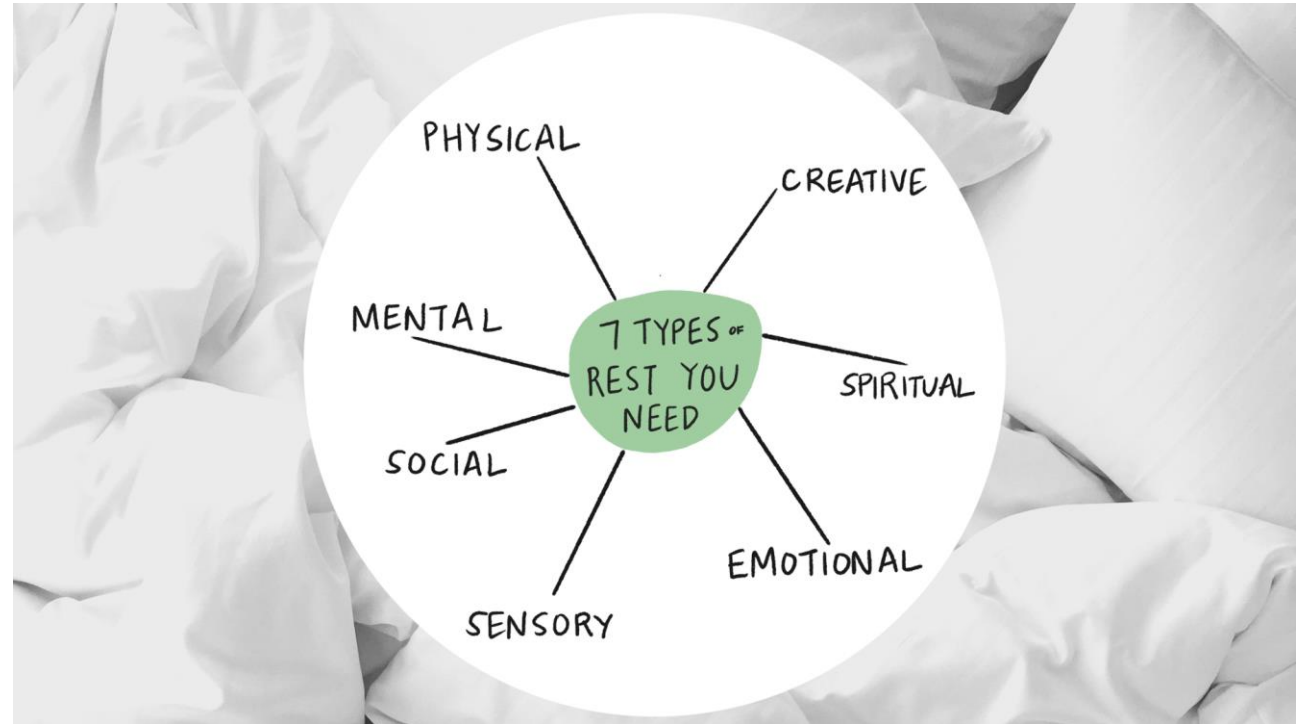 PHYSICAL
CREATIVE
MENTAL
7 TYPES OF
REST YOU
NEED
SPIRITUAL
SOCIAL
EMOTIONAL
SENSORY